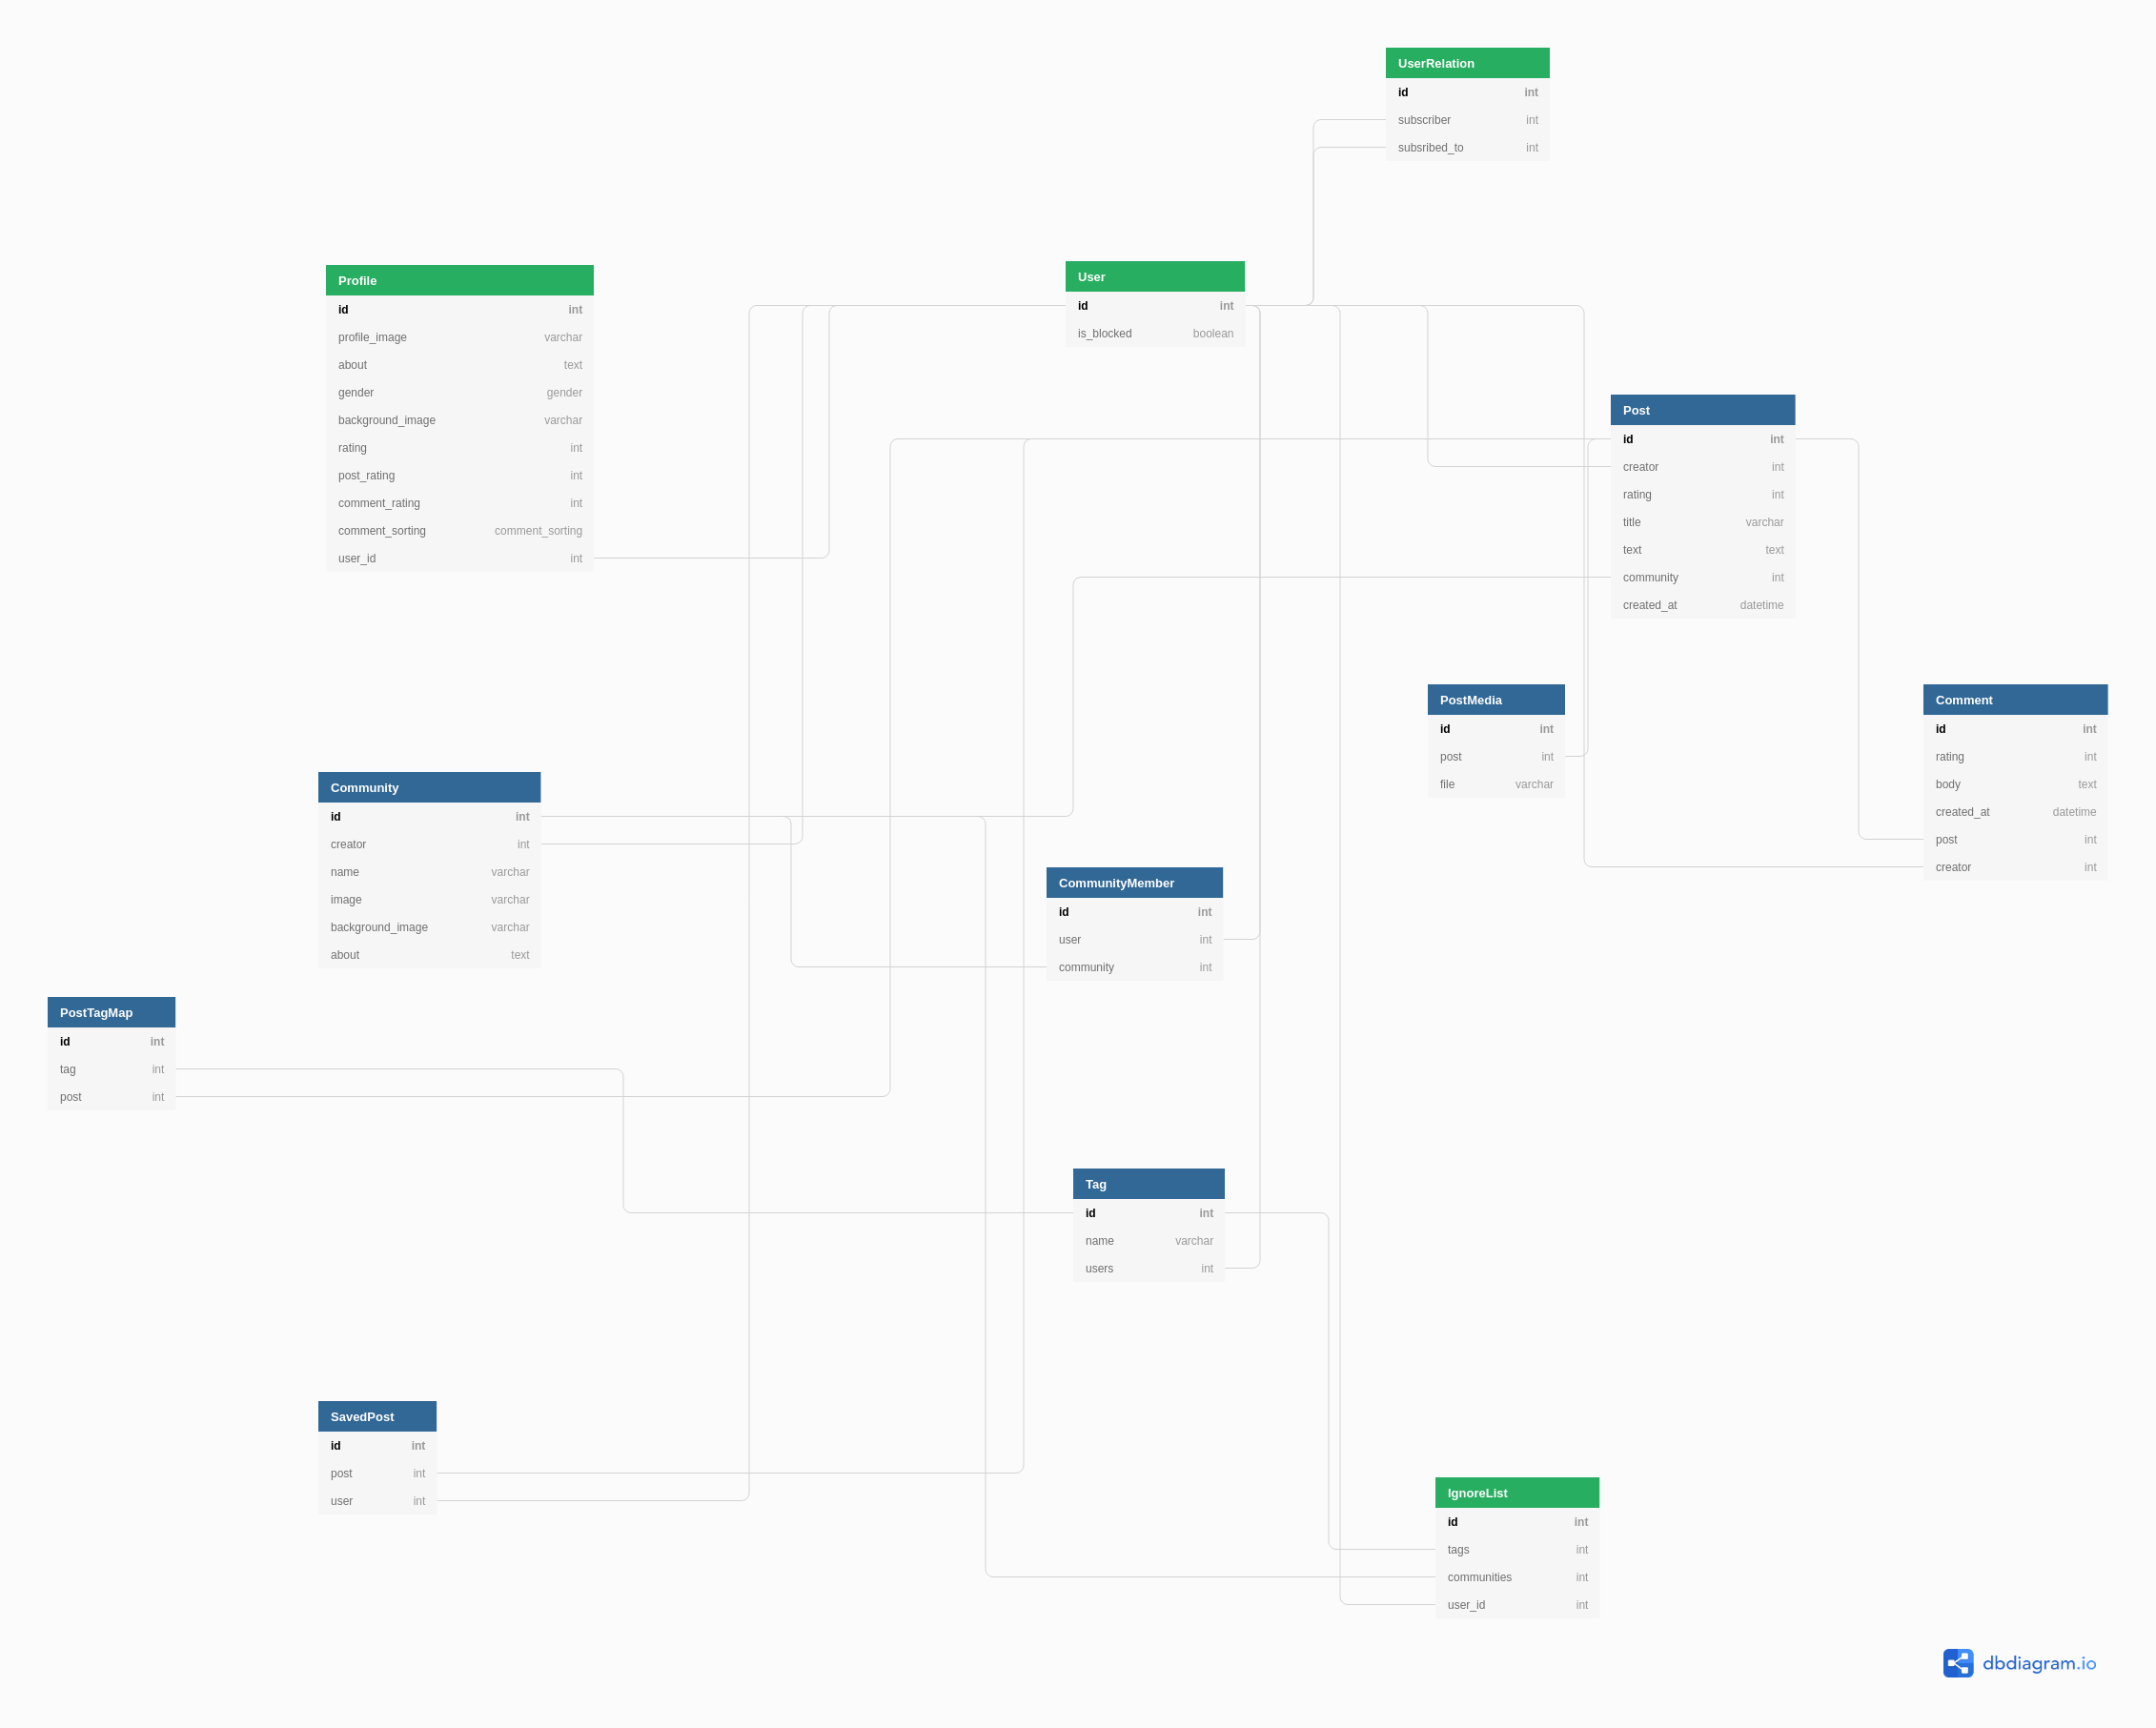 UserRelation
id int
subscriber int
subsribed_to int
Profile
id int
profile_image varchar
about text
gender gender
background_image varchar
rating int
post_rating int
comment_rating int
comment_sorting comment_sorting
user_id int
User
id int
is_blocked boolean
Post
id int
creator int
rating int
title varchar
text text
community int
created_at datetime
PostMedia
id int
post int
file varchar
Comment
id int
rating int
body text
created_at datetime
post int
creator int
Community
id int
creator int
name varchar
image varchar
background_image varchar
about text
CommunityMember
id int
user int
community int
PostTagMap
id int
tag int
post int
Tag
id int
name varchar
users int
SavedPost
id int
post int
user int
IgnoreList
id int
tags int
communities int
user_id int
dbdiagram.io